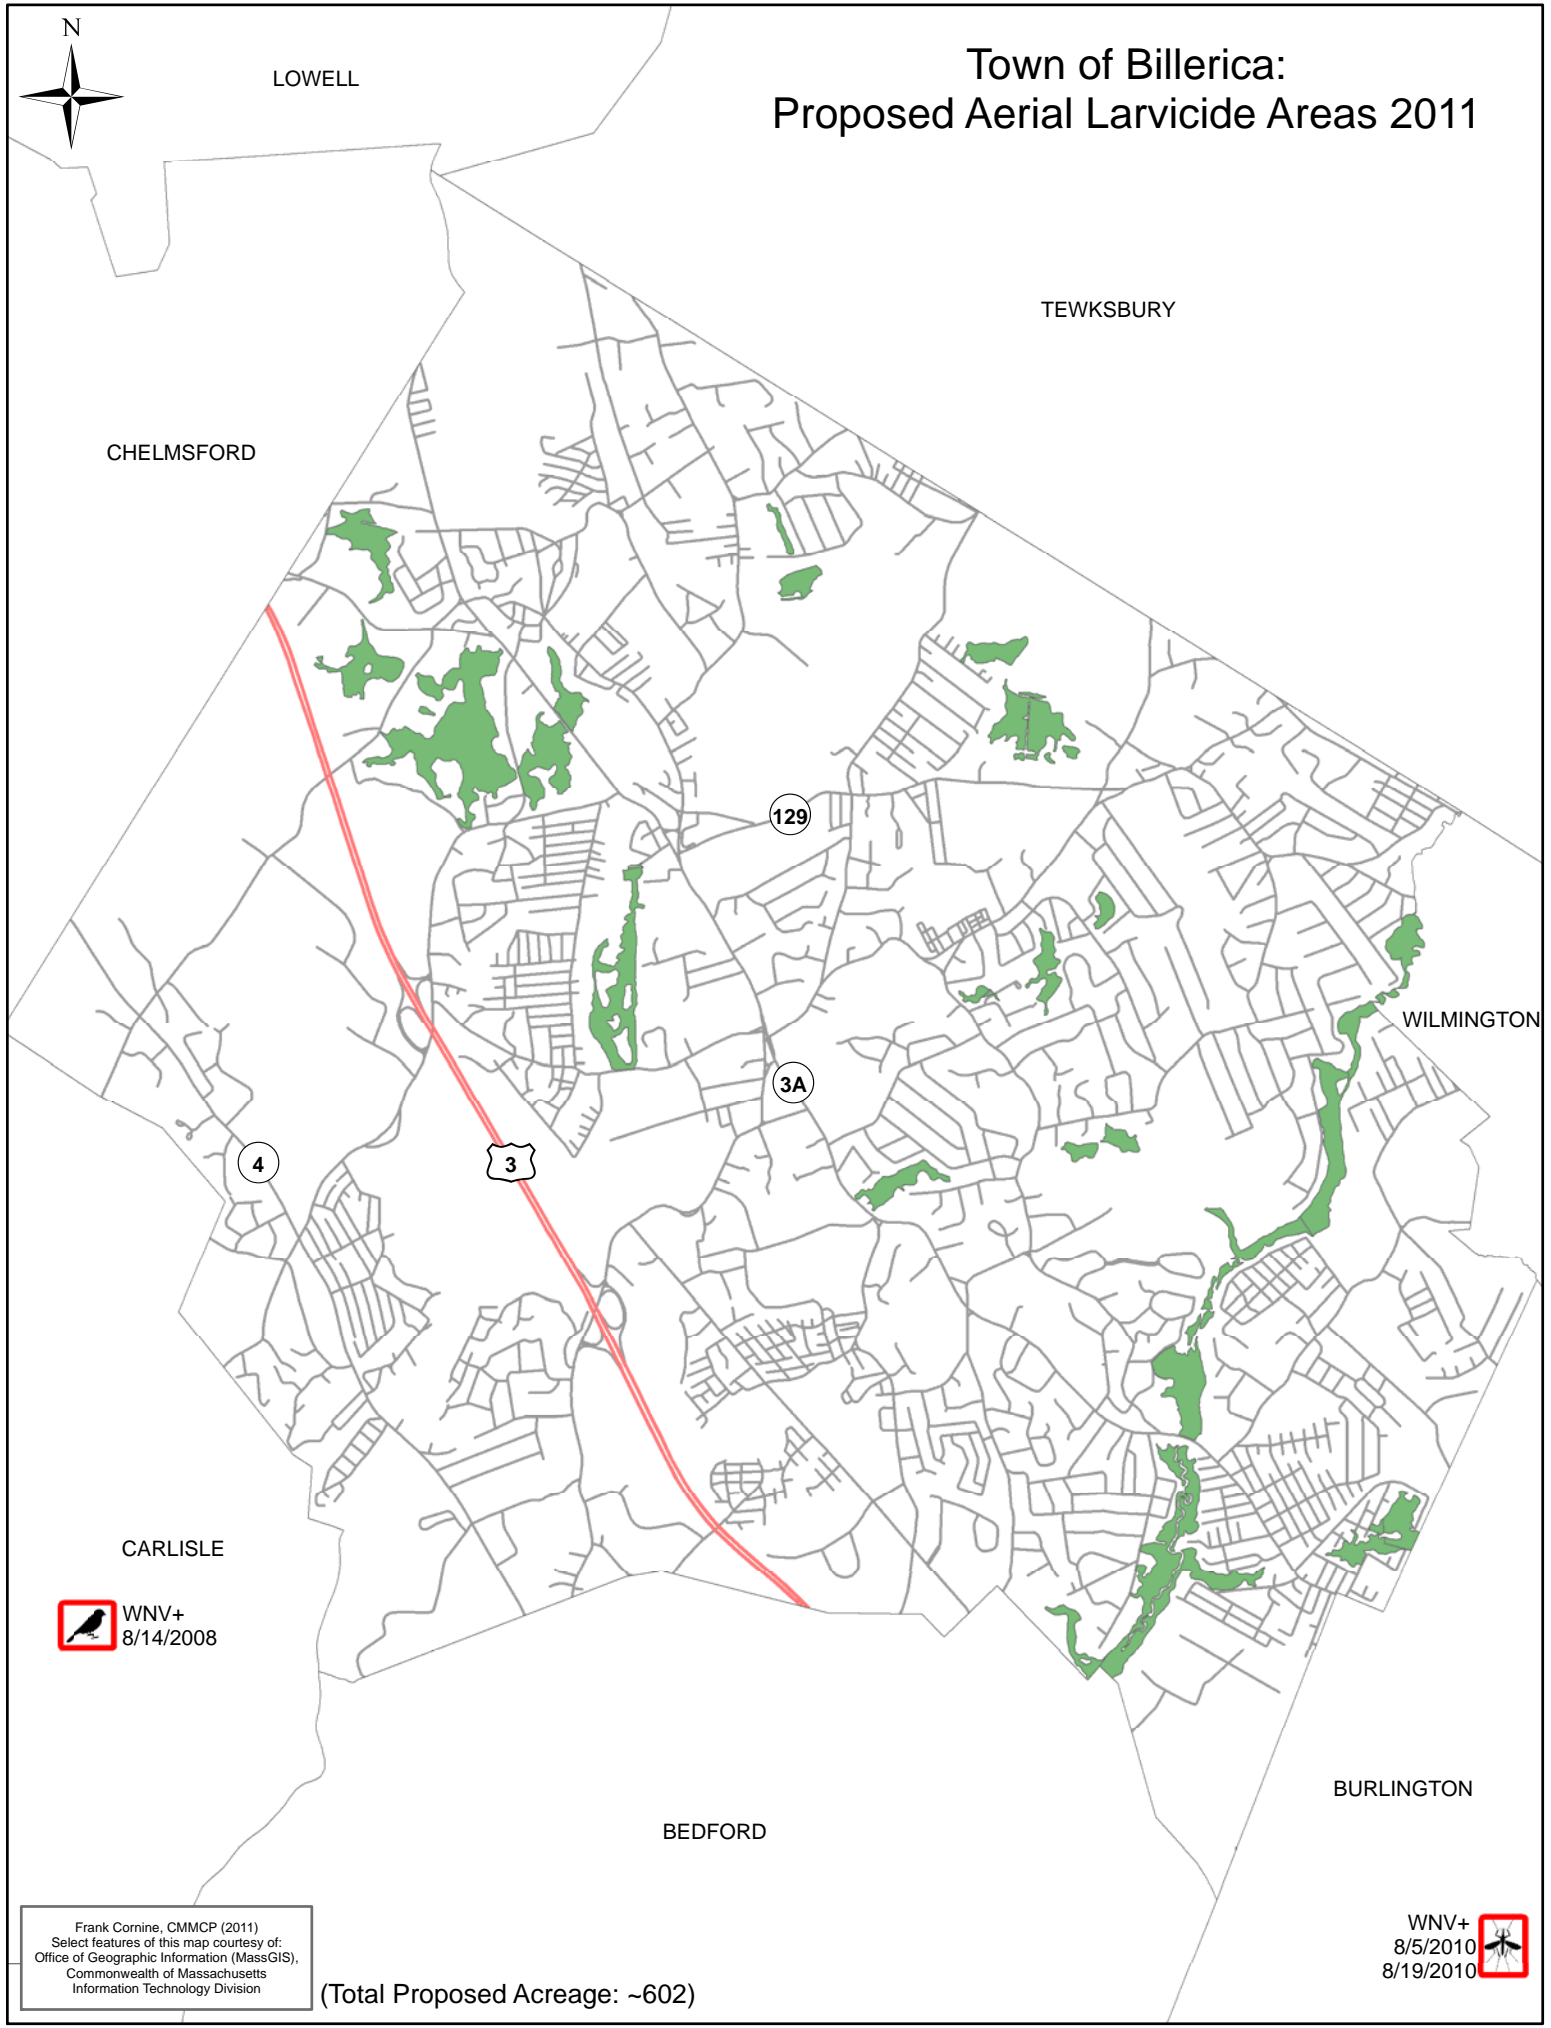 N
LOWELL
Town of Billerica:
Proposed Aerial Larvicide Areas 2011
TEWKSBURY
CHELMSFORD
129
WILMINGTON
3A
4
3
CARLISLE
WNV+
8/14/2008
BURLINGTON
BEDFORD
WNV+
8/5/2010
8/19/2010
Frank Cornine, CMMCP (2011)
Select features of this map courtesy of:
Office of Geographic Information (MassGIS),
Commonwealth of Massachusetts
Information Technology Division
(Total Proposed Acreage: ~602)